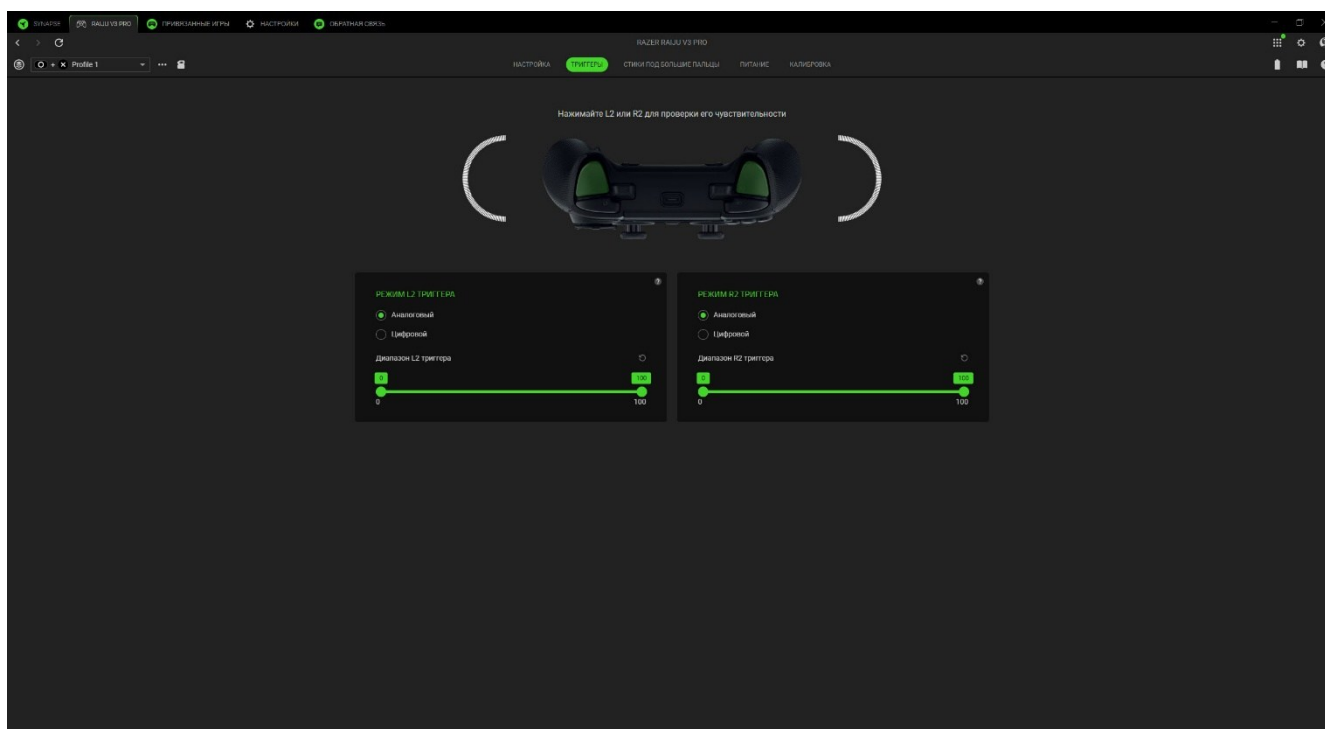 SYNAPSE RAIJU V3 PRO ПРИВЯЗАННЫЕ ИГРЫ НАСТРОЙКИ ОБРАТНАЯ СВЯЗЬ
RAZER RAIJU V3 PRO
Profile 1 НАСТРОЙКА ТРИГГЕРЫ СТИКИ ПОД БОЛЬШИЕ ПАЛЬЦЫ ПИТАНИЕ КАЛИБРОВКА
Нажимайте L2 или R2 для проверки его чувствительности
РЕЖИМ L2 ТРИГГЕРА
Аналоговый
Цифровой
Диапазон L2 триггера
0 100
0 100
РЕЖИМ R2 ТРИГГЕРА
Аналоговый
Цифровой
Диапазон R2 триггера
0 100
0 100